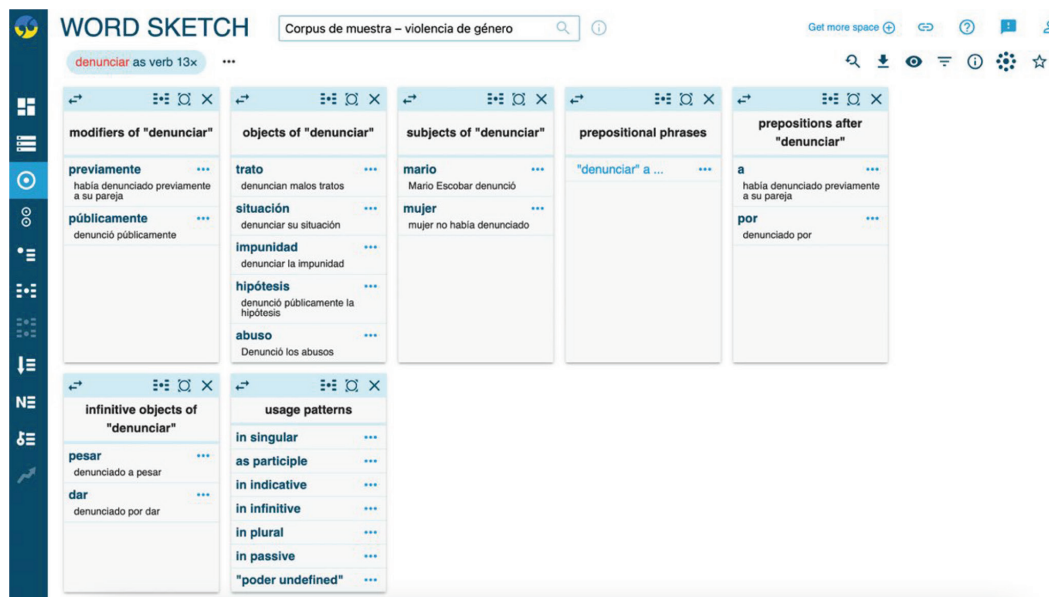 WORD SKETCH
Corpus de muestra – violencia de género
Get more space
denunciar as verb 13×
modifiers of "denunciar"
previamente
había denunciado previamente
a su pareja
públicamente
denunció públicamente
objects of "denunciar"
trato
denuncian malos tratos
situación
denunciar su situación
impunidad
denunciar la impunidad
hipótesis
denunció públicamente la
hipótesis
abuso
Denunció los abusos
subjects of "denunciar"
mario
Mario Escobar denunció
mujer
mujer no había denunciado
prepositional phrases
"denunciar" a ...
prepositions after
"denunciar"
a
había denunciado previamente
a su pareja
por
denunciado por
infinitive objects of
"denunciar"
pesar
denunciado a pesar
dar
denunciado por dar
usage patterns
in singular
as participle
in indicative
in infinitive
in plural
in passive
"poder undefined"